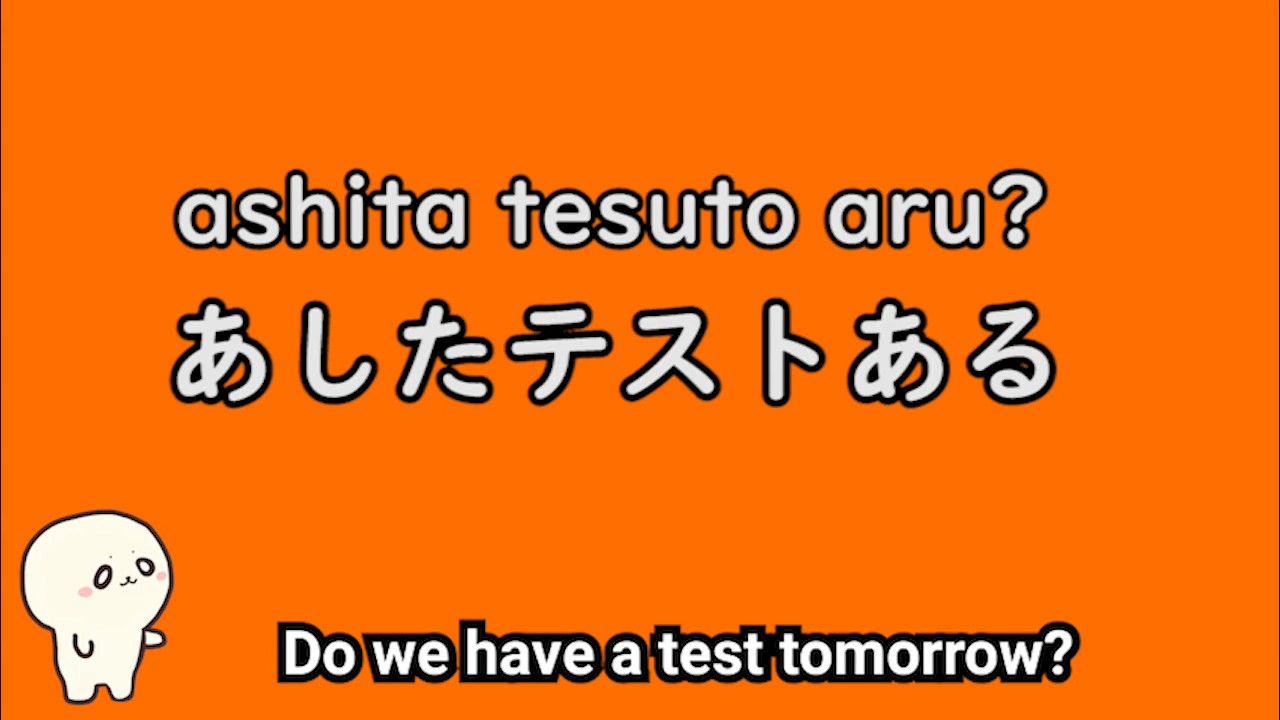 ashita tesuto aru?
あしたテストある
Do we have a test tomorrow?